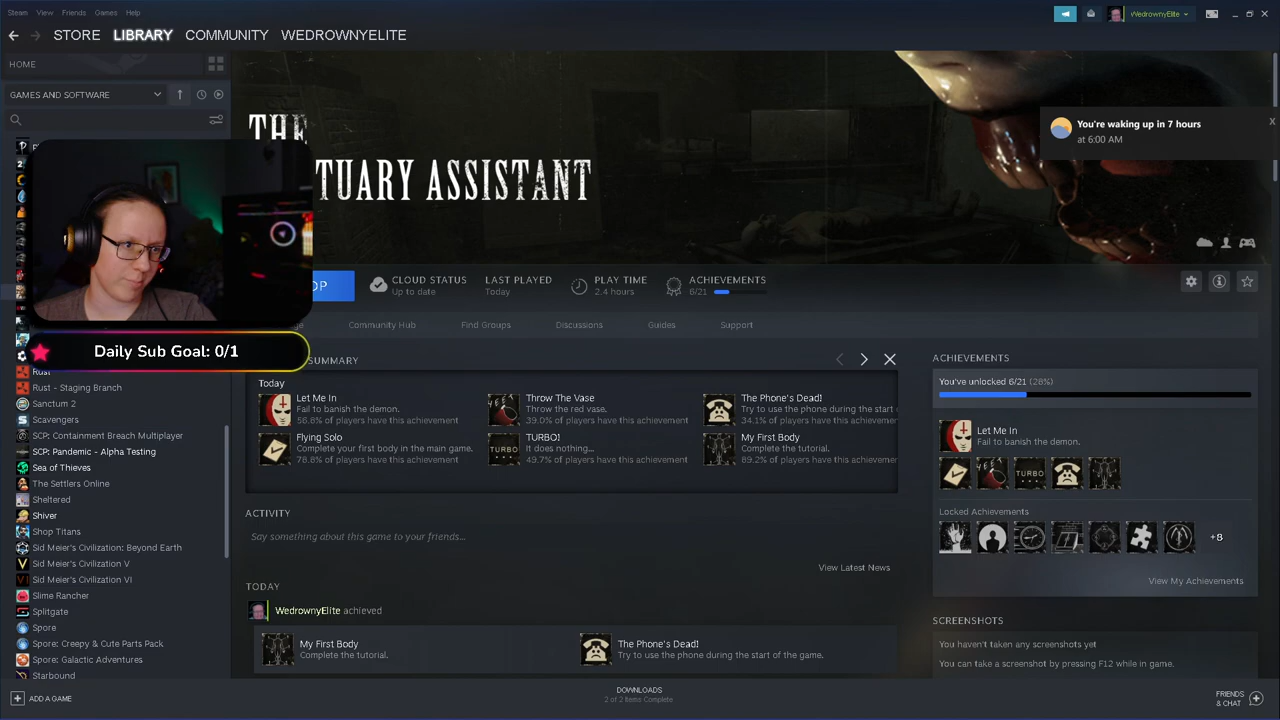 Steam View Friends Games Help
WedrownyElite
STORE LIBRARY COMMUNITY WEDROWNYELITE
HOME
GAMES AND SOFTWARE
You're waking up in 7 hours
at 6:00 AM
X
THE
TUARY ASSISTANT
OP
CLOUD STATUS
Up to date
LAST PLAYED
Today
PLAY TIME
2.4 hours
ACHIEVEMENTS
6/21
Community Hub Find Groups Discussions Guides Support
Daily Sub Goal: 0/1
SUMMARY
Today
Let Me In
Fail to banish the demon.
56.8% of players have this achievement
Throw The Vase
Throw the red vase.
39.0% of players have this achievement
The Phone's Dead!
Try to use the phone during the start
34.1% of players have this achievemen
Flying Solo
Complete your first body in the main game.
78.8% of players have this achievement
TURBO
TURBO!
It does nothing...
49.7% of players have this achievement
My First Body
Complete the tutorial.
89.2% of players have this achievemen
ACHIEVEMENTS
You've unlocked 6/21 (28%)
Let Me In
Fail to banish the demon.
TURBO
Locked Achievements
+8
View My Achievements
ACTIVITY
Say something about this game to your friends...
View Latest News
TODAY
WedrownyElite achieved
My First Body
Complete the tutorial.
The Phone's Dead!
Try to use the phone during the start of the game.
SCREENSHOTS
You haven't taken any screenshots yet
You can take a screenshot by pressing F12 while in game.
Rust
Rust - Staging Branch
Sanctum 2
Scavengers
SCP: Containment Breach Multiplayer
SCP: Pandemic - Alpha Testing
Sea of Thieves
The Settlers Online
Sheltered
Shiver
Shop Titans
Sid Meier's Civilization: Beyond Earth
Sid Meier's Civilization V
Sid Meier's Civilization VI
Slime Rancher
Splitgate
Spore
Spore: Creepy & Cute Parts Pack
Spore: Galactic Adventures
Starbound
ADD A GAME
DOWNLOADS
2 of 2 Items Complete
FRIENDS
& CHAT